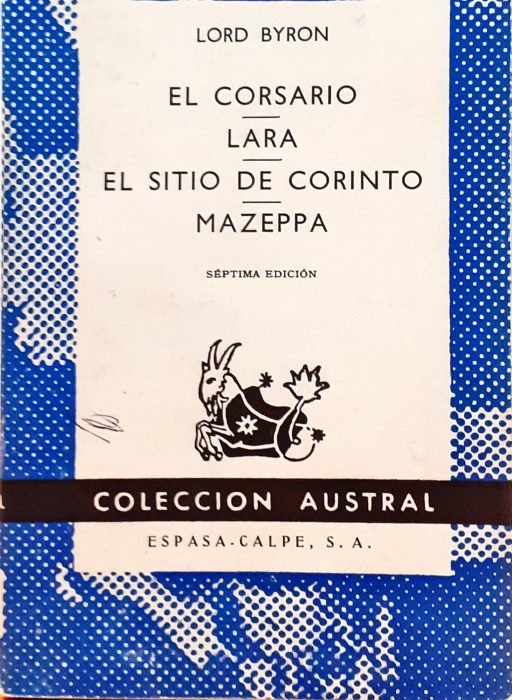 LORD BYRON
EL CORSARIO
LARA
EL SITIO DE CORINTO
MAZEPPA
SÉPTIMA EDICIÓN
COLECCION AUSTRAL
ESPASA-CALPE, S. A.